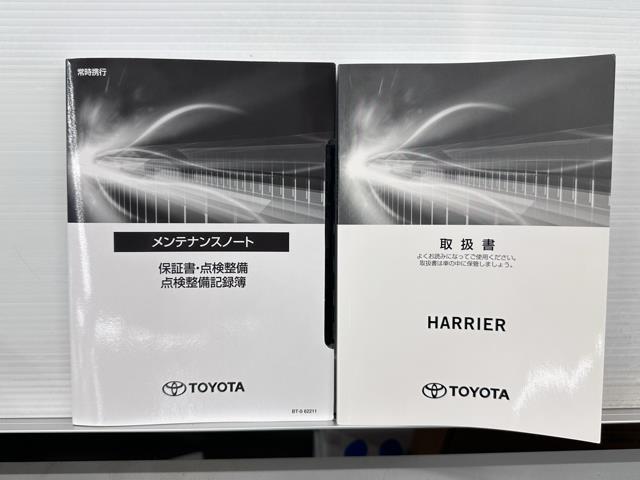 常時携行
メンテナンスノート
保証書・点検整備
点検整備記録簿
TOYOTA
BT-0 62211
取扱書
よくお読みになってご使用ください。
取扱書は車の中に保管しましょう。
HARRIER
TOYOTA